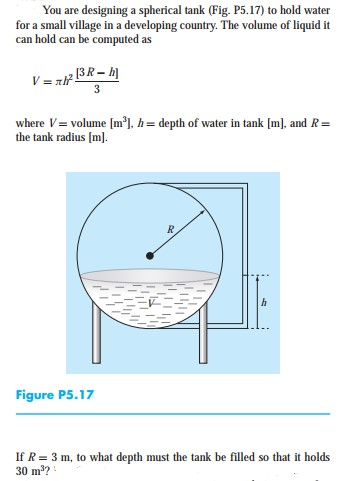 You are designing a spherical tank (Fig. P5.17) to hold water
for a small village in a developing country. The volume of liquid it
can hold can be computed as
V = πh² [3R – h]
3
where V = volume [m³], h = depth of water in tank [m], and R =
the tank radius [m].
R
V
h
Figure P5.17
If R = 3 m, to what depth must the tank be filled so that it holds
30 m³?